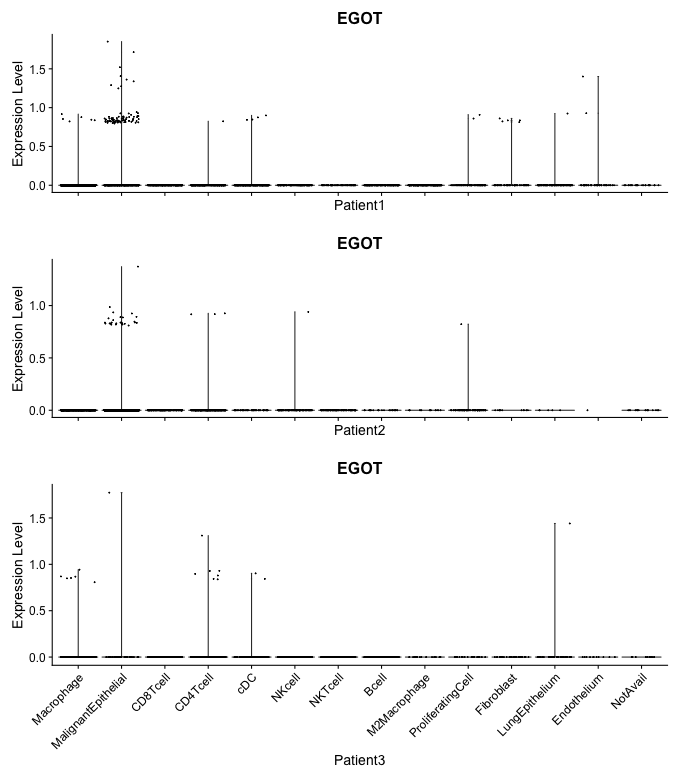 EGOT
Expression Level
1.5
1.0
0.5
0.0
Patient1
EGOT
Expression Level
1.0
0.5
0.0
Patient2
EGOT
Expression Level
1.5
1.0
0.5
0.0
Macrophage
MalignantEpithelial
CD8Tcell
CD4Tcell
cDC
NKcell
NKTcell
Bcell
M2Macrophage
ProliferatingCell
Fibroblast
LungEpithelium
Endothelium
NotAvail
Patient3